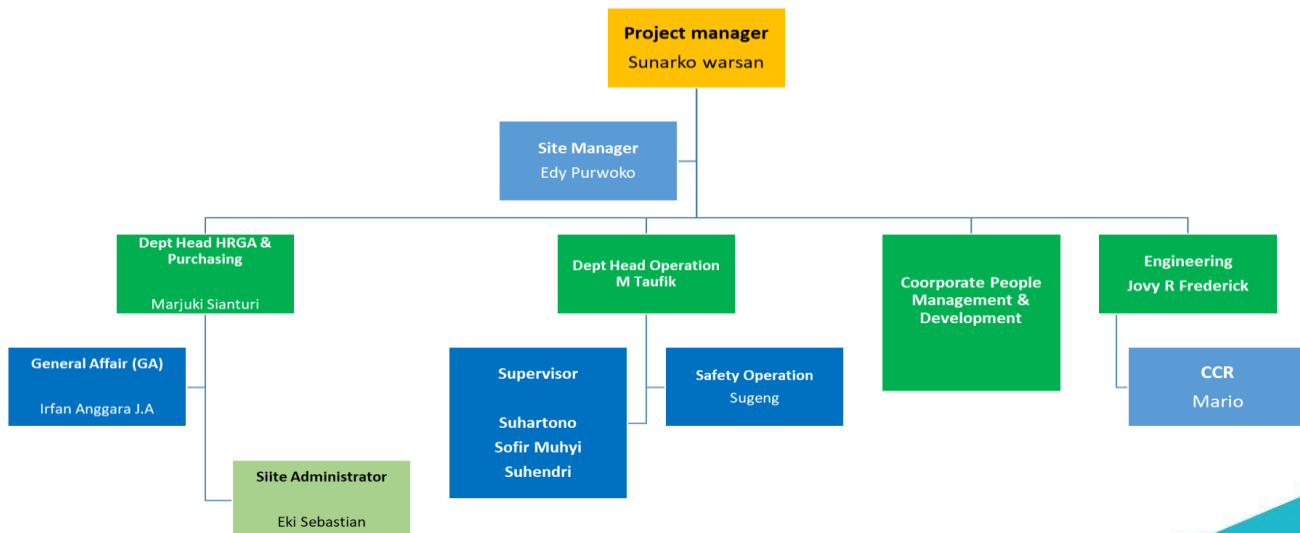 Project manager
Sunarko warsan
Site Manager
Edy Purwoko
Dept Head HRGA &
Purchasing
Marjuki Sianturi
Dept Head Operation
M Taufik
Coorporate People
Management &
Development
Engineering
Jovy R Frederick
General Affair (GA)
Irfan Anggara J.A
Supervisor
Suhartono
Sofir Muhyi
Suhendri
Safety Operation
Sugeng
CCR
Mario
Siite Administrator
Eki Sebastian